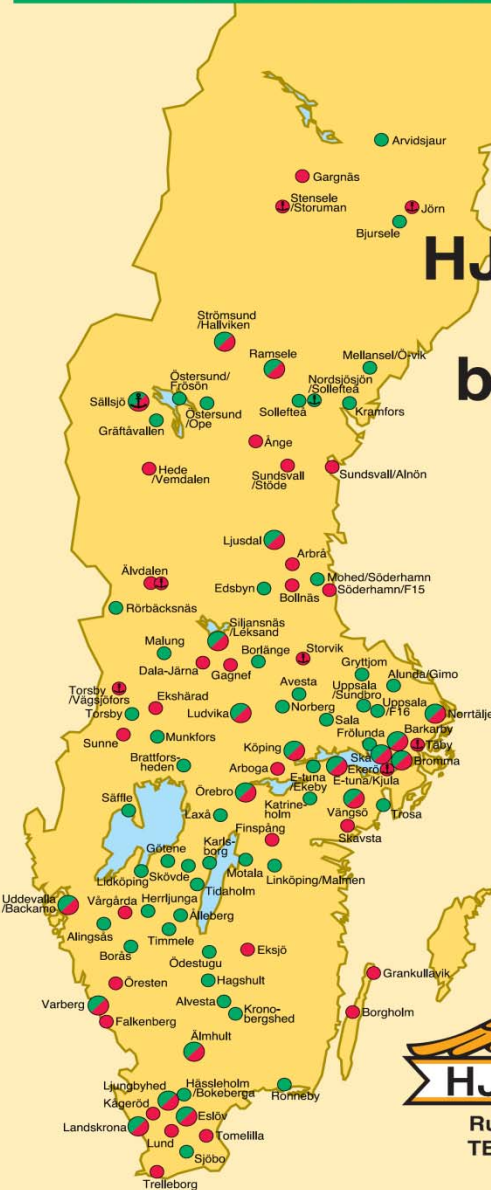 Arvidsjaur
Gargnäs
Stensele
/Storuman
Jörn
Bjursele
HJ
Strömsund
/Hallviken
Ramsele
Mellansel/Ö-vik
b
Östersund/
Frösön
Nordsjösjön
/Sollefteå
Sällsjö
Östersund
/Ope
Sollefteå
Kramfors
Gräftåvallen
Ånge
Hede
/Vemdalen
Sundsvall
/Stöde
Sundsvall/Alnön
Ljusdal
Arbrå
Älvdalen
Mohed/Söderhamn
Edsbyn
Bollnäs
Söderhamn/F15
Rörbäcksnäs
Siljansnäs
/Leksand
Malung
Borlänge
Storvik
Dala-Järna
Gagnef
Gryttjom
Alunda/Gimo
Torsby
/Vägsjöfors
Ekshärad
Avesta
Uppsala
/Sundbro
Uppsala
/F16
Torsby
Ludvika
Norberg
Norrtälje
Sala
Barkarby
Sunne
Munkfors
Frölunda
Täby
Köping
Skå
Ekerö
Bromma
Brattfors-
heden
Arboga
E-tuna
/Ekeby
E-tuna/Kjula
Örebro
Katrine-
holm
Säffle
Laxå
Vängsö
Trosa
Finspång
Skavsta
Götene
Karls-
borg
Lidköping
Skövde
Motala
Linköping/Malmen
Tidaholm
Uddevalla
/Backamo
Vårgårda
Herrljunga
Ålleberg
Alingsås
Timmele
Borås
Ödestugu
Eksjö
Öresten
Hagshult
Grankullavik
Varberg
Alvesta
Krono-
bergshed
Borgholm
Falkenberg
Älmhult
Ljungbyhed
Hässleholm
/Bokeberga
Ronneby
HJ
Kågeröd
Eslöv
Landskrona
Lund
Tomelilla
Ru
TE
Sjöbo
Trelleborg